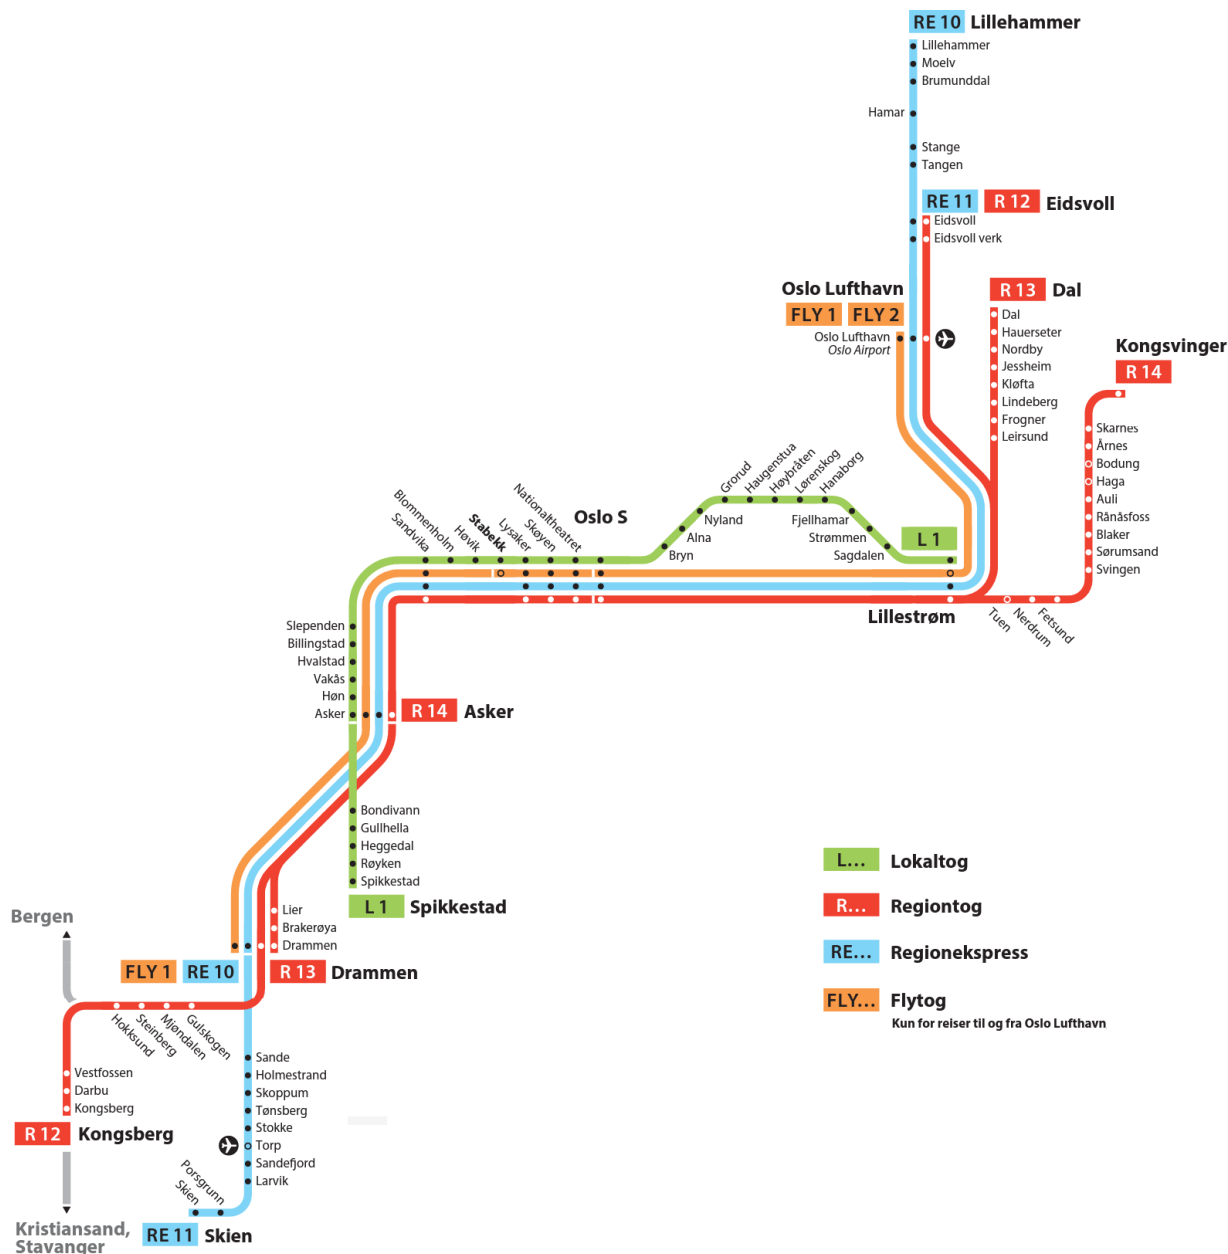 RE 10 Lillehammer
Lillehammer
Moelv
Brumunddal
Hamar
Stange
Tangen
RE 11 R 12 Eidsvoll
Eidsvoll
Eidsvoll verk
Oslo Lufthavn
FLY 1 FLY 2
Oslo Lufthavn
Oslo Airport
R 13 Dal
Dal
Hauerseter
Nordby
Jessheim
Kløfta
Lindeberg
Frogner
Leirsund
Kongsvinger
R 14
Skarnes
Årnes
Bodung
Haga
Auli
Rånåsfoss
Blaker
Sørumsand
Svingen
Sandvika
Blommenholm
Høvik
Stabekk
Lysaker
Skøyen
Nationaltheatret
Oslo S
Bryn
Alna
Nyland
Grorud
Haugenstua
Høybråten
Lørenskog
Hanaborg
Fjellhamar
Strømmen
Sagdalen
L 1
Lillestrøm
Tuen
Nerdrum
Fetsund
Slependen
Billingstad
Hvalstad
Vakås
Høn
Asker
R 14 Asker
Bondivann
Gullhella
Heggedal
Røyken
Spikkestad
L 1 Spikkestad
Lier
Brakerøya
Drammen
FLY 1 RE 10 R 13 Drammen
Bergen
Hokksund
Steinberg
Mjøndalen
Gulskogen
Vestfossen
Darbu
Kongsberg
R 12 Kongsberg
Kristiansand,
Stavanger
Sande
Holmestrand
Skoppum
Tønsberg
Stokke
Torp
Sandefjord
Larvik
Porsgrunn
Skien
RE 11 Skien
L... Lokaltog
R... Regiontog
RE... Regionekspress
FLY... Flytog
Kun for reiser til og fra Oslo Lufthavn